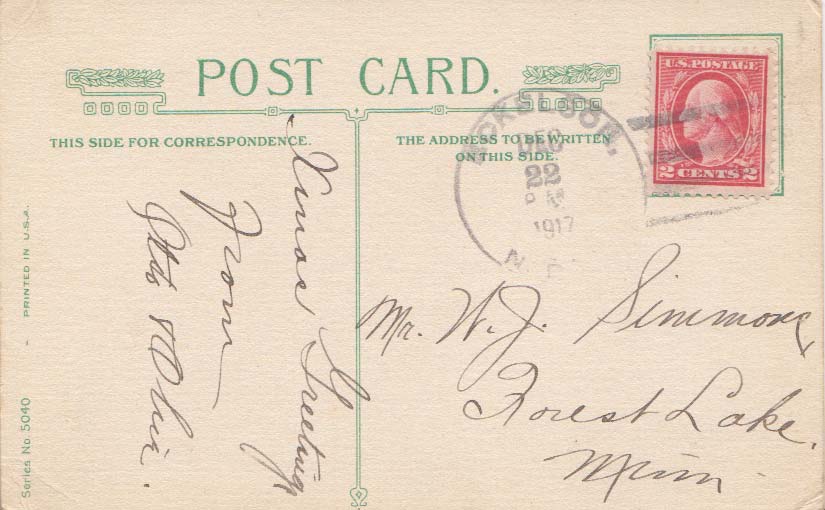 POST CARD.
THIS SIDE FOR CORRESPONDENCE.
THE ADDRESS TO BE WRITTEN
ON THIS SIDE.
U.S. POSTAGE
2 CENTS 2
DEC
22
1917
N. D.
Xmas Greetings
From
Mr. W. J. Simmons,
Forest Lake,
Minn.
PRINTED IN U.S.A. - Series No. 5040